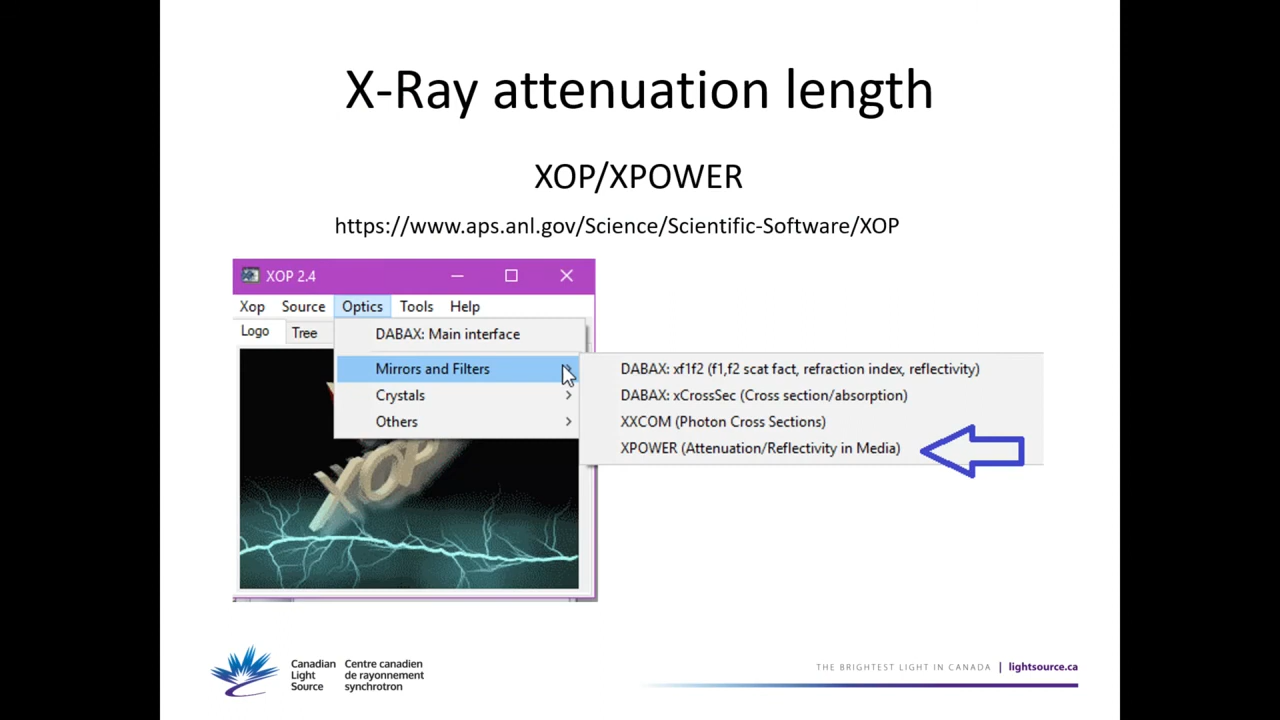 X-Ray attenuation length
XOP/XPOWER
https://www.aps.anl.gov/Science/Scientific-Software/XOP
XOP 2.4
Xop Source Optics Tools Help
Logo Tree
DABAX: Main interface
Mirrors and Filters
Crystals
Others
DABAX: xf1f2 (f1,f2 scat fact, refraction index, reflectivity)
DABAX: xCrossSec (Cross section/absorption)
XXCOM (Photon Cross Sections)
XPOWER (Attenuation/Reflectivity in Media)
XOP
Canadian
Light
Source
Centre canadien
de rayonnement
synchrotron
THE BRIGHTEST LIGHT IN CANADA | lightsource.ca